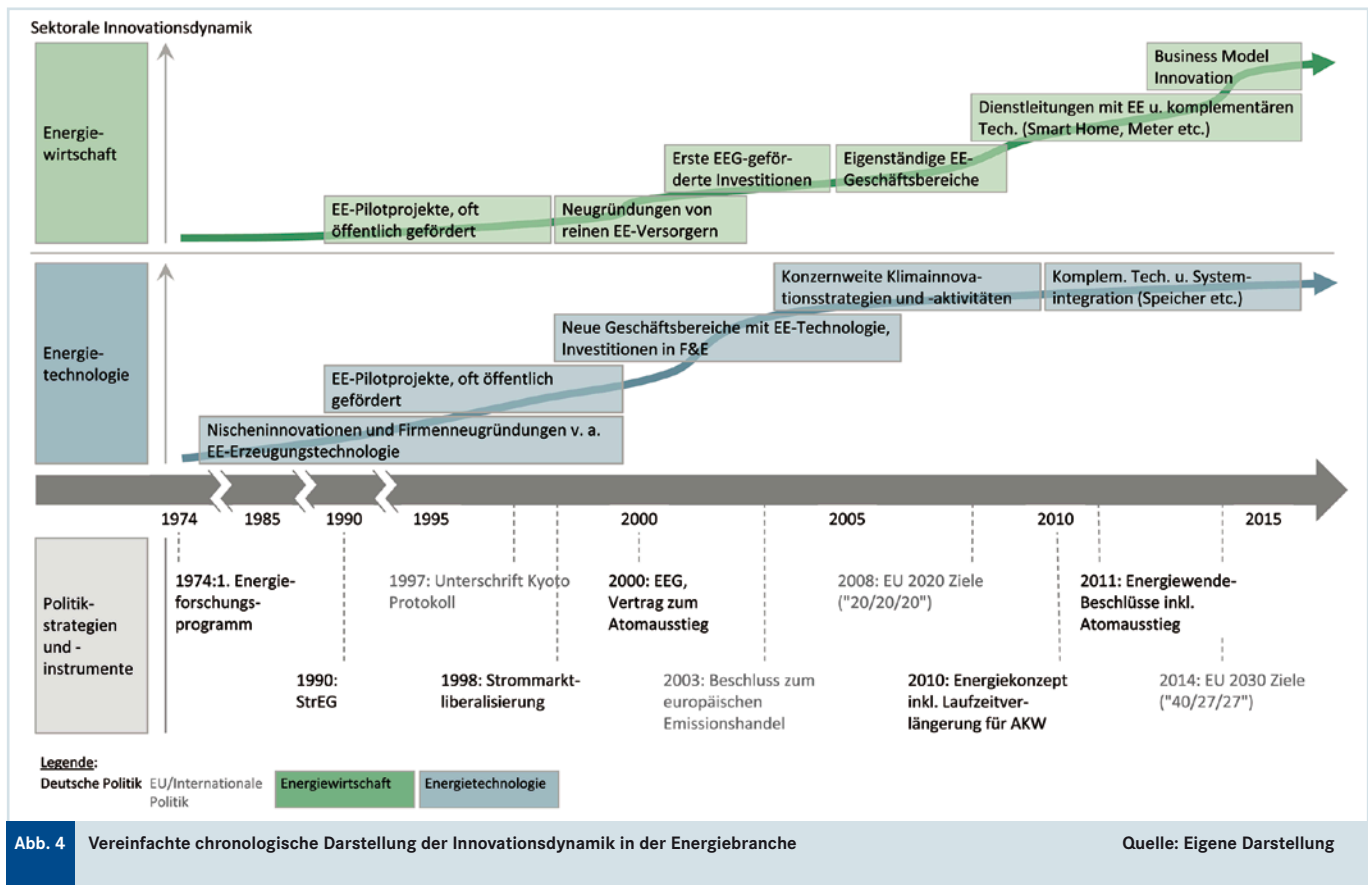 Sektorale Innovationsdynamik
Energie-
wirtschaft
Business Model
Innovation
Dienstleitungen mit EE u. komplementären
Tech. (Smart Home, Meter etc.)
Erste EEG-geför-
derte Investitionen
Eigenständige EE-
Geschäftsbereiche
EE-Pilotprojekte, oft
öffentlich gefördert
Neugründungen von
reinen EE-Versorgern
Energie-
technologie
Konzernweite Klimainnova-
tionsstrategien und -aktivitäten
Komplem. Tech. u. System-
integration (Speicher etc.)
Neue Geschäftsbereiche mit EE-Technologie,
Investitionen in F&E
EE-Pilotprojekte, oft öffentlich
gefördert
Nischeninnovationen und Firmenneugründungen v. a.
EE-Erzeugungstechnologie
1974 1985 1990 1995 2000 2005 2010 2015
Politik-
strategien
und -
instrumente
1974:1. Energie-
forschungs-
programm
1997: Unterschrift Kyoto
Protokoll
2000: EEG,
Vertrag zum
Atomausstieg
2008: EU 2020 Ziele
("20/20/20")
2011: Energiewende-
Beschlüsse inkl.
Atomausstieg
1990:
StrEG
1998: Strommarkt-
liberalisierung
2003: Beschluss zum
europäischen
Emissionshandel
2010: Energiekonzept
inkl. Laufzeitver-
längerung für AKW
2014: EU 2030 Ziele
("40/27/27")
Legende:
Deutsche Politik
EU/Internationale
Politik
Energiewirtschaft
Energietechnologie
Abb. 4 Vereinfachte chronologische Darstellung der Innovationsdynamik in der Energiebranche Quelle: Eigene Darstellung